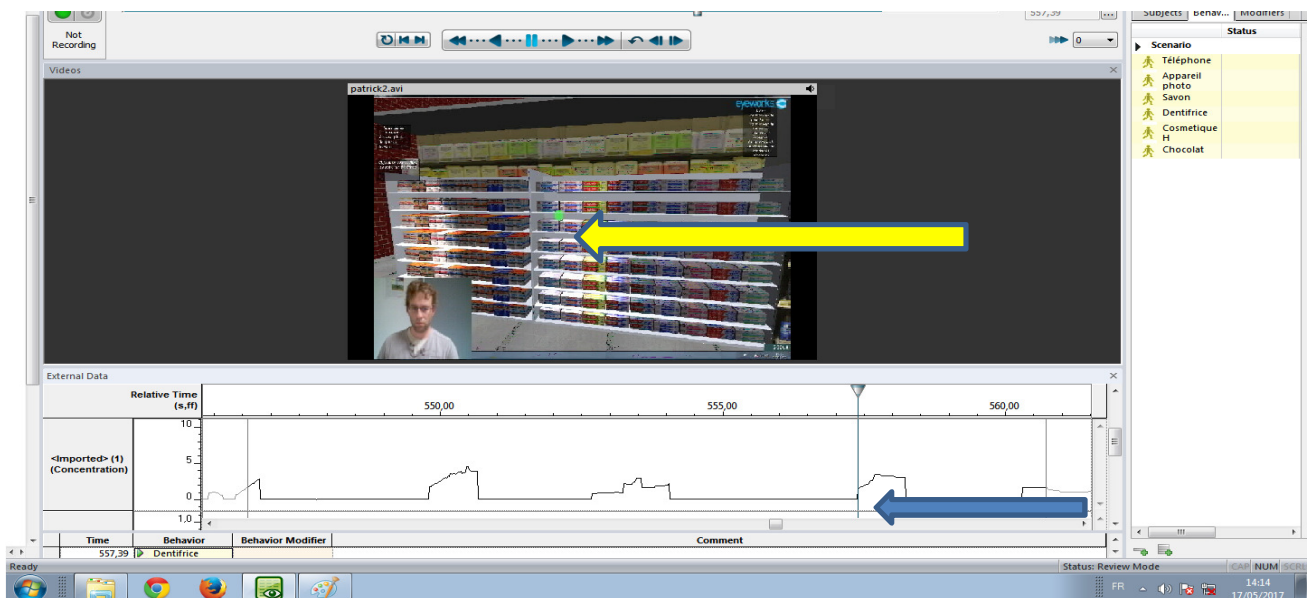 557,39
Subjects Behav... Modifiers
Not
Recording
0
Status
Scenario
Téléphone
Appareil
photo
Savon
Dentifrice
Cosmetique
H
Chocolat
Videos
patrick2.avi
eyeworks
External Data
Relative Time
(s,ff)
550,00 555,00 560,00
10
<Imported> (1)
(Concentration)
5
0
1,0
Time Behavior Behavior Modifier Comment
557,39 Dentifrice
Ready Status: Review Mode CAP NUM SCRL
FR 14:14
17/05/2017